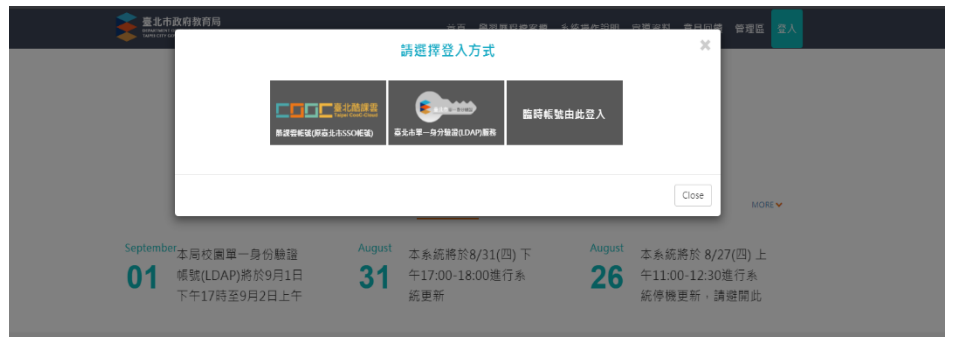 臺北市政府教育局
管理區
登入
請選擇登入方式
×
COOC 臺北酷課雲
Taipei CooC-Cloud
酷課雲帳號(原臺北市SSO帳號)
臺北市單一身分驗證(LDAP)服務
臨時帳號由此登入
Close
MORE
September
01
本局校園單一身份驗證
帳號(LDAP)將於9月1日
下午17時至9月2日上午
August
31
本系統將於8/31(四) 下
午17:00-18:00進行系
統更新
August
26
本系統將於 8/27(四) 上
午11:00-12:30進行系
統停機更新，請避開此